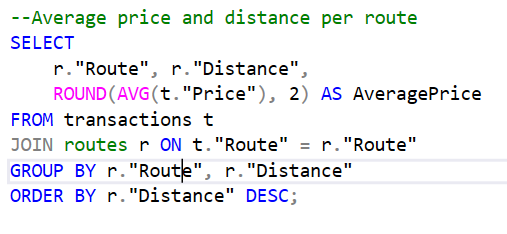 --Average price and distance per route
SELECT
    r."Route", r."Distance",
    ROUND(AVG(t."Price"), 2) AS AveragePrice
FROM transactions t
JOIN routes r ON t."Route" = r."Route"
GROUP BY r."Route", r."Distance"
ORDER BY r."Distance" DESC;